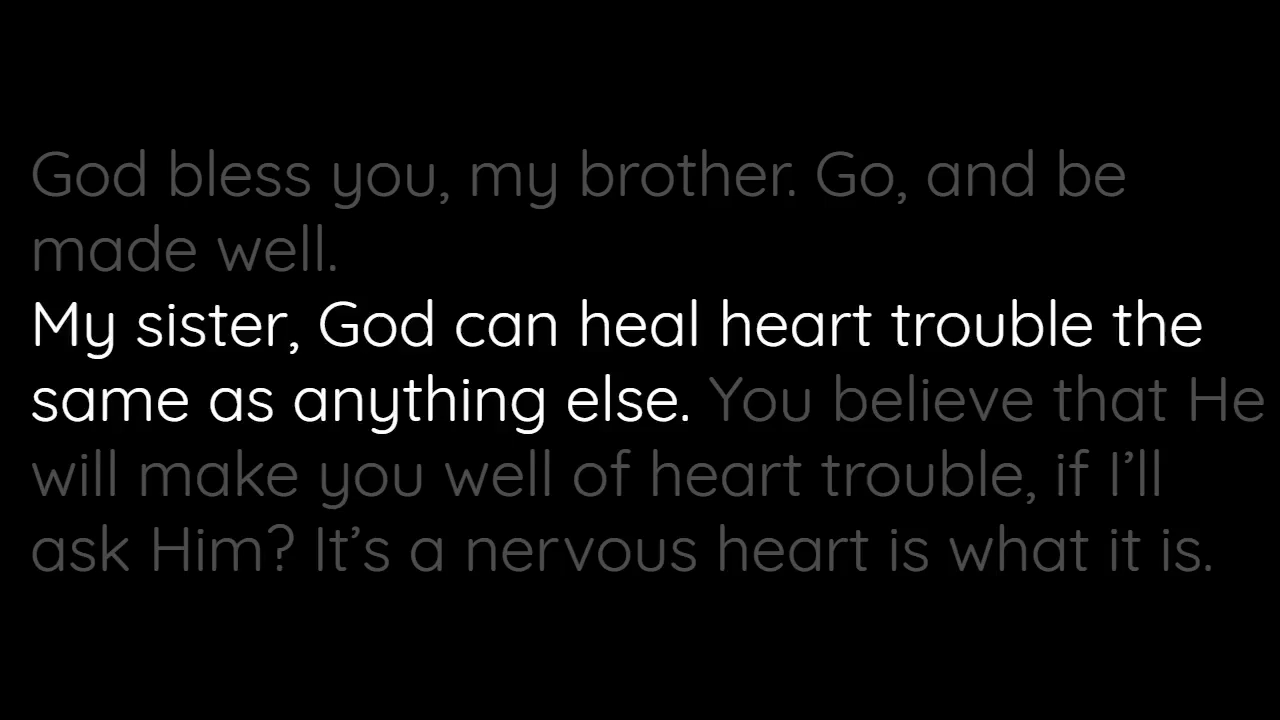 God bless you, my brother. Go, and be
made well.
My sister, God can heal heart trouble the
same as anything else. You believe that He
will make you well of heart trouble, if I’ll
ask Him? It’s a nervous heart is what it is.